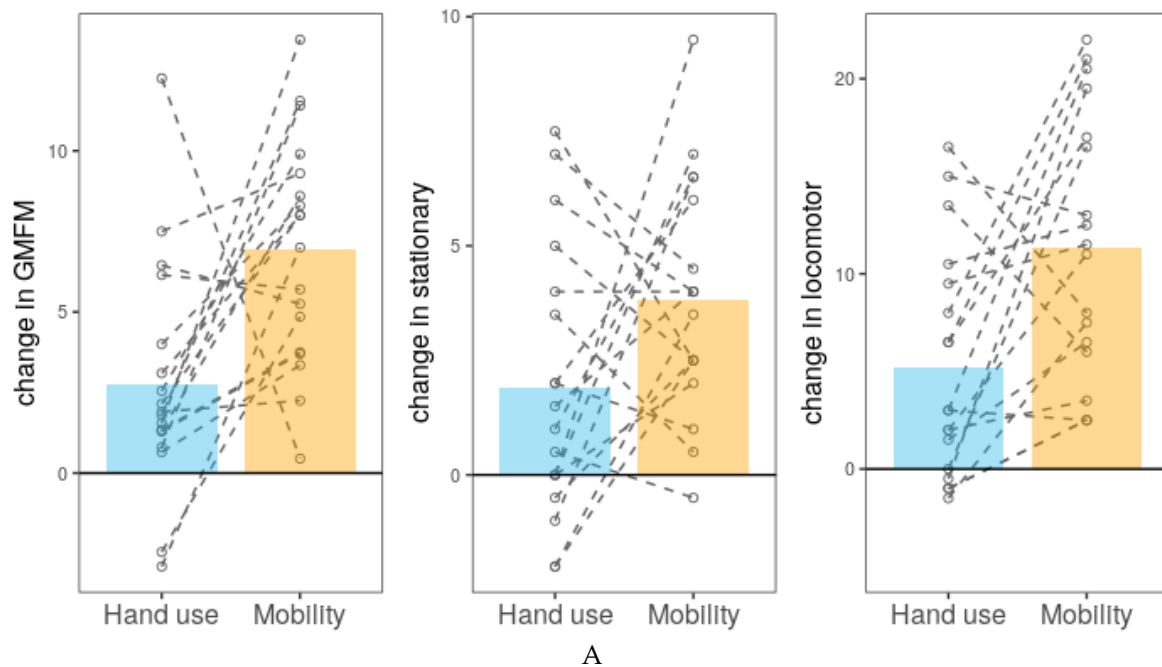 change in GMFM
10
5
0
Hand use Mobility
change in stationary
10
5
0
Hand use Mobility
change in locomotor
20
10
0
Hand use Mobility
A